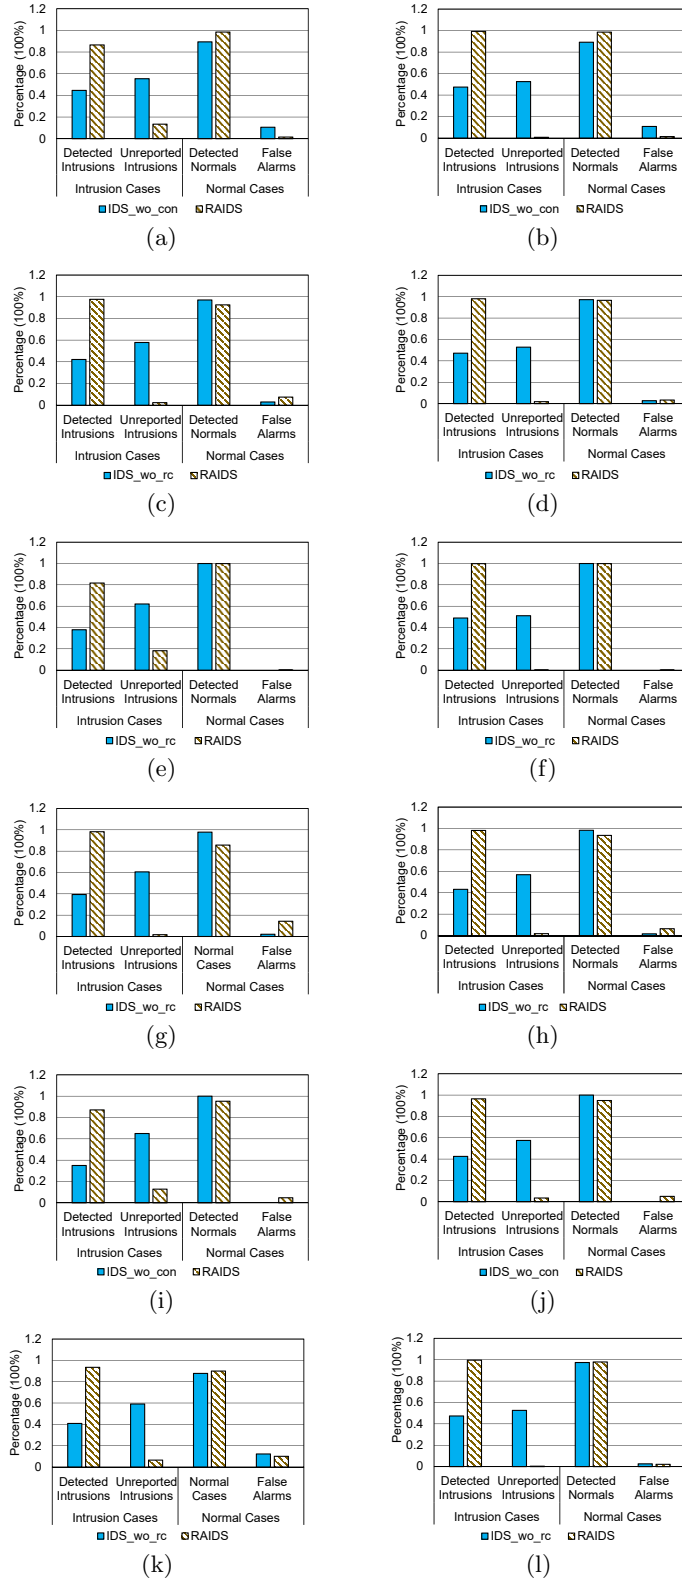 1.2
1
0.8
0.6
0.4
0.2
0
Percentage (100%)
Detected Intrusions
Unreported Intrusions
Detected Normals
False Alarms
Intrusion Cases
Normal Cases
IDS_wo_con
RAIDS
(a)
1.2
1
0.8
0.6
0.4
0.2
0
Percentage (100%)
Detected Intrusions
Unreported Intrusions
Detected Normals
False Alarms
Intrusion Cases
Normal Cases
IDS_wo_con
RAIDS
(b)
1.2
1
0.8
0.6
0.4
0.2
0
Percentage (100%)
Detected Intrusions
Unreported Intrusions
Detected Normals
False Alarms
Intrusion Cases
Normal Cases
IDS_wo_rc
RAIDS
(c)
1.2
1
0.8
0.6
0.4
0.2
0
Percentage (100%)
Detected Intrusions
Unreported Intrusions
Detected Normals
False Alarms
Intrusion Cases
Normal Cases
IDS_wo_rc
RAIDS
(d)
1.2
1
0.8
0.6
0.4
0.2
0
Percentage (100%)
Detected Intrusions
Unreported Intrusions
Detected Normals
False Alarms
Intrusion Cases
Normal Cases
IDS_wo_rc
RAIDS
(e)
1.2
1
0.8
0.6
0.4
0.2
0
Percentage (100%)
Detected Intrusions
Unreported Intrusions
Detected Normals
False Alarms
Intrusion Cases
Normal Cases
IDS_wo_rc
RAIDS
(f)
1.2
1
0.8
0.6
0.4
0.2
0
Percentage (100%)
Detected Intrusions
Unreported Intrusions
Normal Cases
False Alarms
Intrusion Cases
Normal Cases
IDS_wo_rc
RAIDS
(g)
1.2
1
0.8
0.6
0.4
0.2
0
Percentage (100%)
Detected Intrusions
Unreported Intrusions
Detected Normals
False Alarms
Intrusion Cases
Normal Cases
IDS_wo_rc
RAIDS
(h)
1.2
1
0.8
0.6
0.4
0.2
0
Percentage (100%)
Detected Intrusions
Unreported Intrusions
Detected Normals
False Alarms
Intrusion Cases
Normal Cases
IDS_wo_con
RAIDS
(i)
1.2
1
0.8
0.6
0.4
0.2
0
Percentage (100%)
Detected Intrusions
Unreported Intrusions
Detected Normals
False Alarms
Intrusion Cases
Normal Cases
IDS_wo_con
RAIDS
(j)
1.2
1
0.8
0.6
0.4
0.2
0
Percentage (100%)
Detected Intrusions
Unreported Intrusions
Normal Cases
False Alarms
Intrusion Cases
Normal Cases
IDS_wo_rc
RAIDS
(k)
1.2
1
0.8
0.6
0.4
0.2
0
Percentage (100%)
Detected Intrusions
Unreported Intrusions
Detected Normals
False Alarms
Intrusion Cases
Normal Cases
IDS_wo_rc
RAIDS
(l)